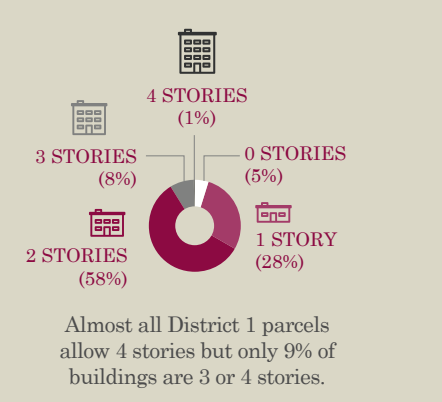 4 STORIES
(1%)
3 STORIES
(8%)
0 STORIES
(5%)
2 STORIES
(58%)
1 STORY
(28%)
Almost all District 1 parcels
allow 4 stories but only 9% of
buildings are 3 or 4 stories.